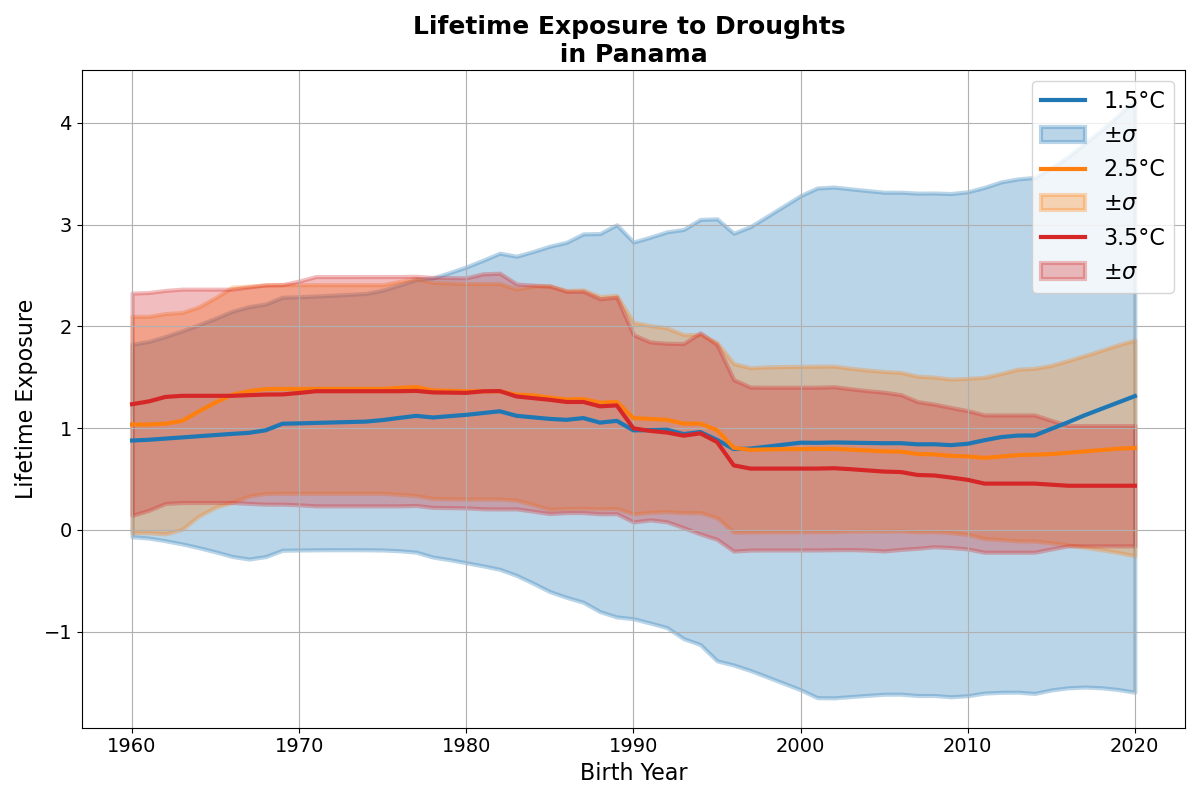 Lifetime Exposure to Droughts
in Panama
1.5°C
±σ
2.5°C
±σ
3.5°C
±σ
4
3
2
1
0
−1
Lifetime Exposure
1960
1970
1980
1990
2000
2010
2020
Birth Year